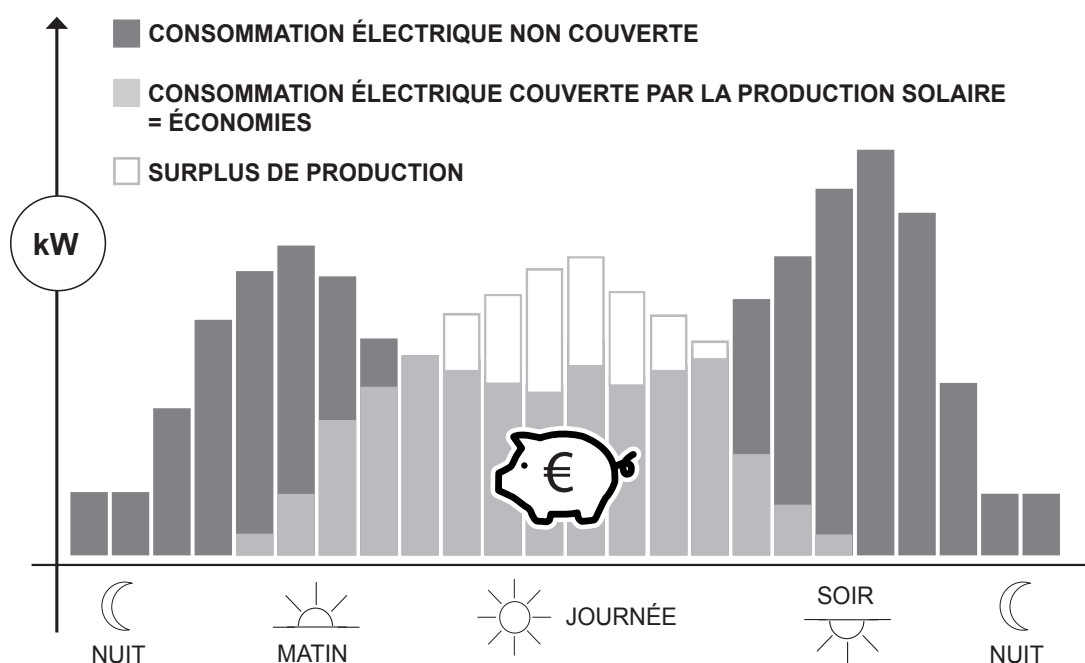 CONSOMMATION ÉLECTRIQUE NON COUVERTE
CONSOMMATION ÉLECTRIQUE COUVERTE PAR LA PRODUCTION SOLAIRE
= ÉCONOMIES
SURPLUS DE PRODUCTION
kW
€
JOURNÉE
SOIR
NUIT
MATIN
NUIT